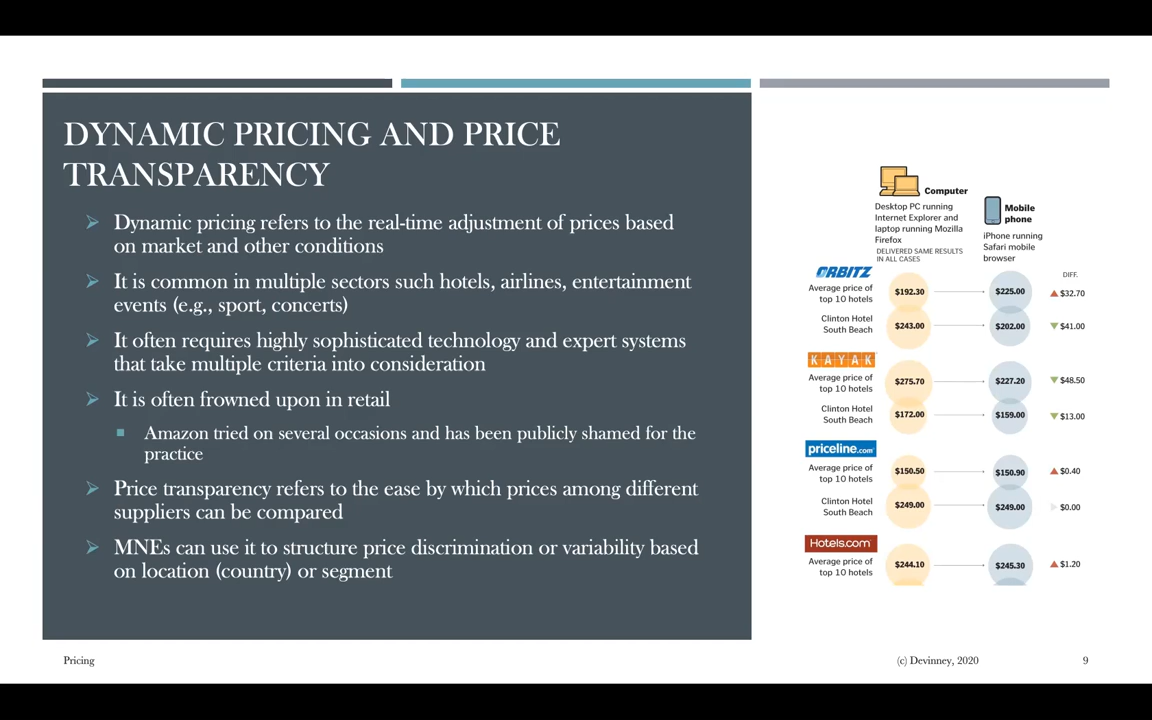 DYNAMIC PRICING AND PRICE
TRANSPARENCY
Dynamic pricing refers to the real-time adjustment of prices based
on market and other conditions
It is common in multiple sectors such hotels, airlines, entertainment
events (e.g., sport, concerts)
It often requires highly sophisticated technology and expert systems
that take multiple criteria into consideration
It is often frowned upon in retail
Amazon tried on several occasions and has been publicly shamed for the
practice
Price transparency refers to the ease by which prices among different
suppliers can be compared
MNEs can use it to structure price discrimination or variability based
on location (country) or segment
Computer
Desktop PC running
Internet Explorer and
laptop running Mozilla
Firefox
DELIVERED SAME RESULTS
IN ALL CASES
Mobile
phone
iPhone running
Safari mobile
browser
DIFF.
ORBITZ
Average price of
top 10 hotels
$192.30
$225.00
$32.70
Clinton Hotel
South Beach
$243.00
$202.00
$41.00
KAYAK
Average price of
top 10 hotels
$275.70
$227.20
$48.50
Clinton Hotel
South Beach
$172.00
$159.00
$13.00
priceline.com
Average price of
top 10 hotels
$150.50
$150.90
$0.40
Clinton Hotel
South Beach
$249.00
$249.00
$0.00
Hotels.com
Average price of
top 10 hotels
$244.10
$245.30
$1.20
Pricing
(c) Devinney, 2020
9